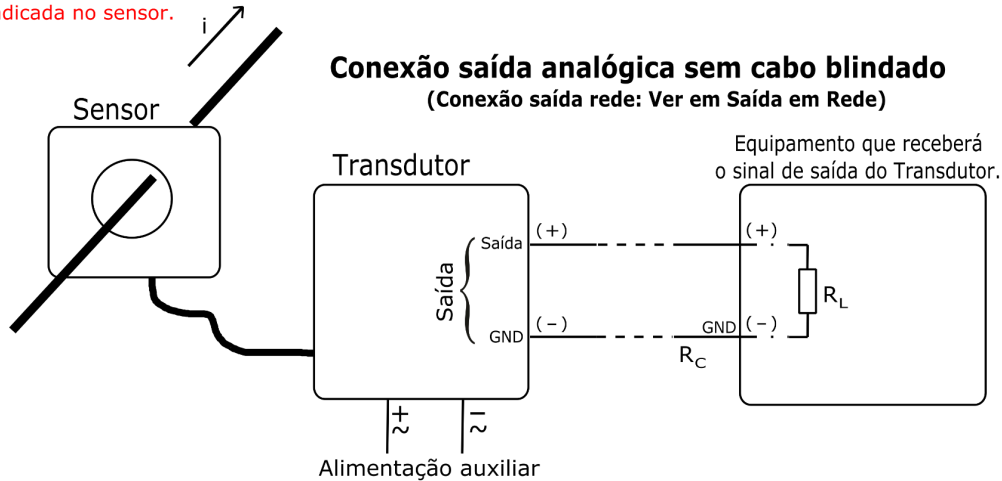 ndicada no sensor.
i
Conexão saída analógica sem cabo blindado
(Conexão saída rede: Ver em Saída em Rede)
Sensor
Equipamento que receberá
o sinal de saída do Transdutor.
Transdutor
Saída
(+)
(+)
Saída
RL
GND
(-)
GND
(-)
RC
+
~
−
~
Alimentação auxiliar